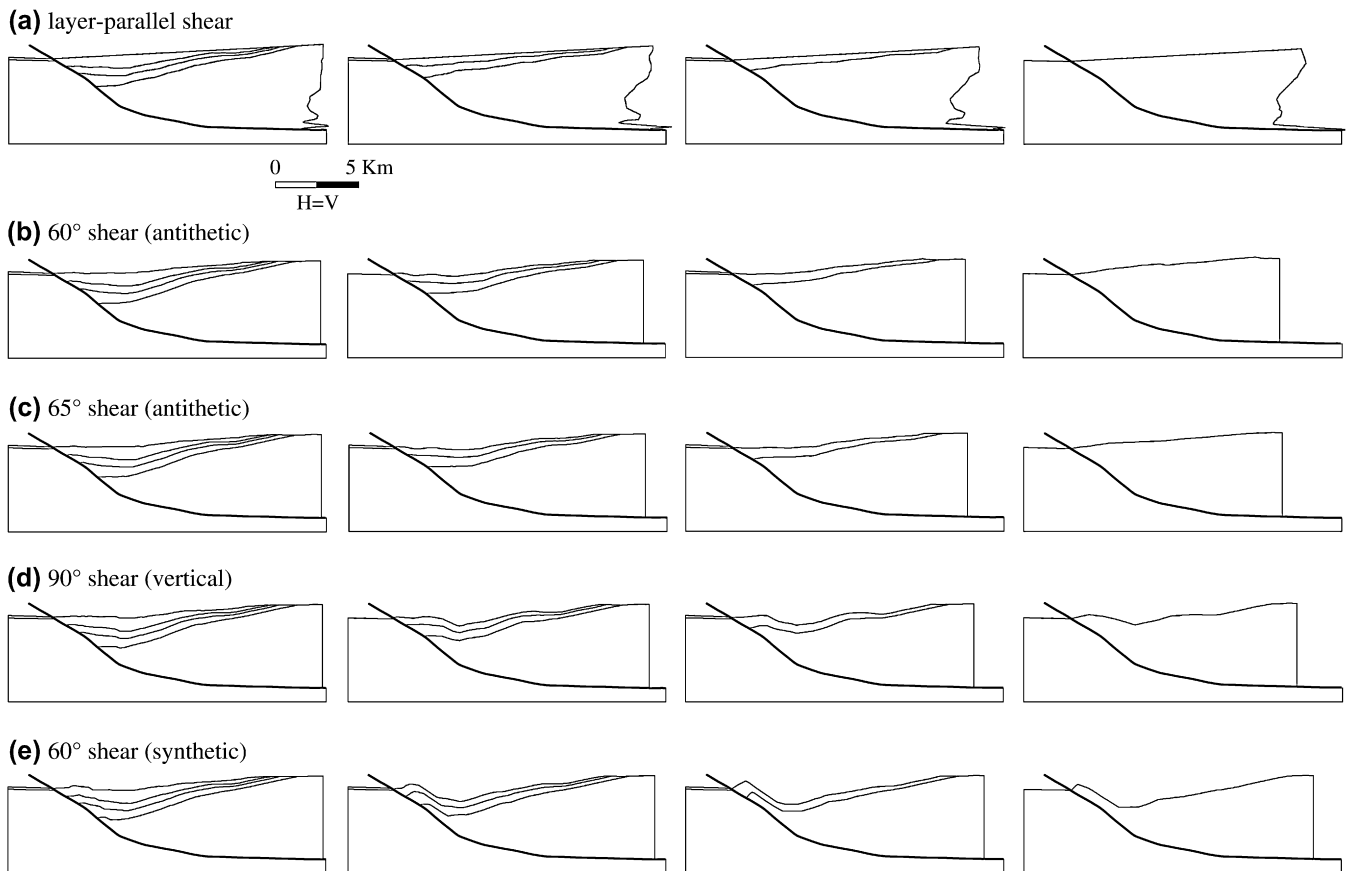 (a) layer-parallel shear
0 5 Km
H=V
(b) 60° shear (antithetic)
(c) 65° shear (antithetic)
(d) 90° shear (vertical)
(e) 60° shear (synthetic)